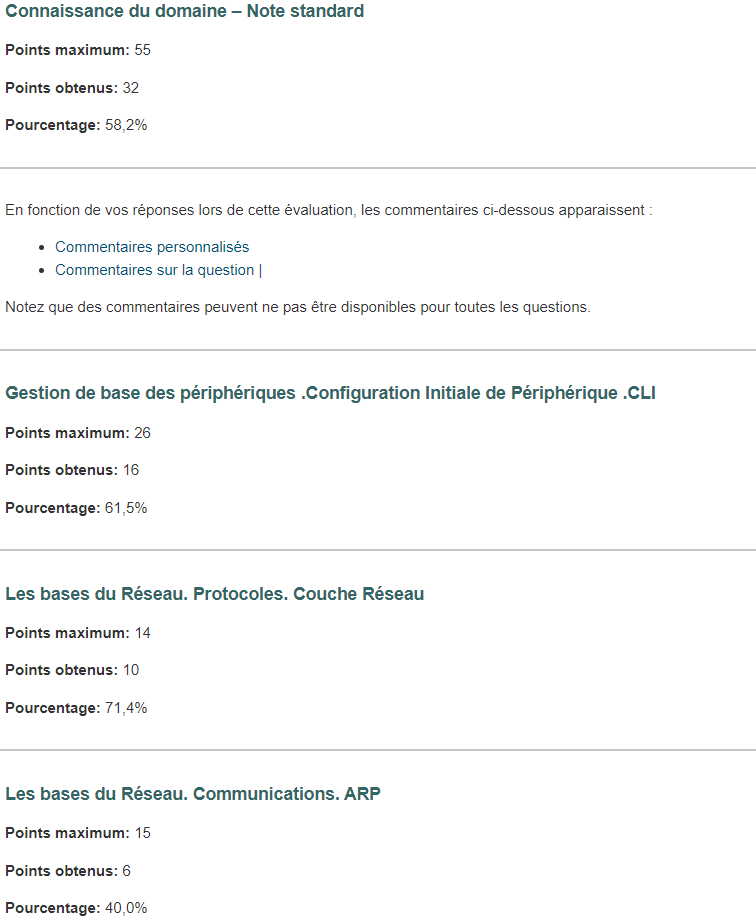 Connaissance du domaine – Note standard
Points maximum: 55
Points obtenus: 32
Pourcentage: 58,2%
En fonction de vos réponses lors de cette évaluation, les commentaires ci-dessous apparaissent :
• Commentaires personnalisés
• Commentaires sur la question |
Notez que des commentaires peuvent ne pas être disponibles pour toutes les questions.
Gestion de base des périphériques .Configuration Initiale de Périphérique .CLI
Points maximum: 26
Points obtenus: 16
Pourcentage: 61,5%
Les bases du Réseau. Protocoles. Couche Réseau
Points maximum: 14
Points obtenus: 10
Pourcentage: 71,4%
Les bases du Réseau. Communications. ARP
Points maximum: 15
Points obtenus: 6
Pourcentage: 40,0%